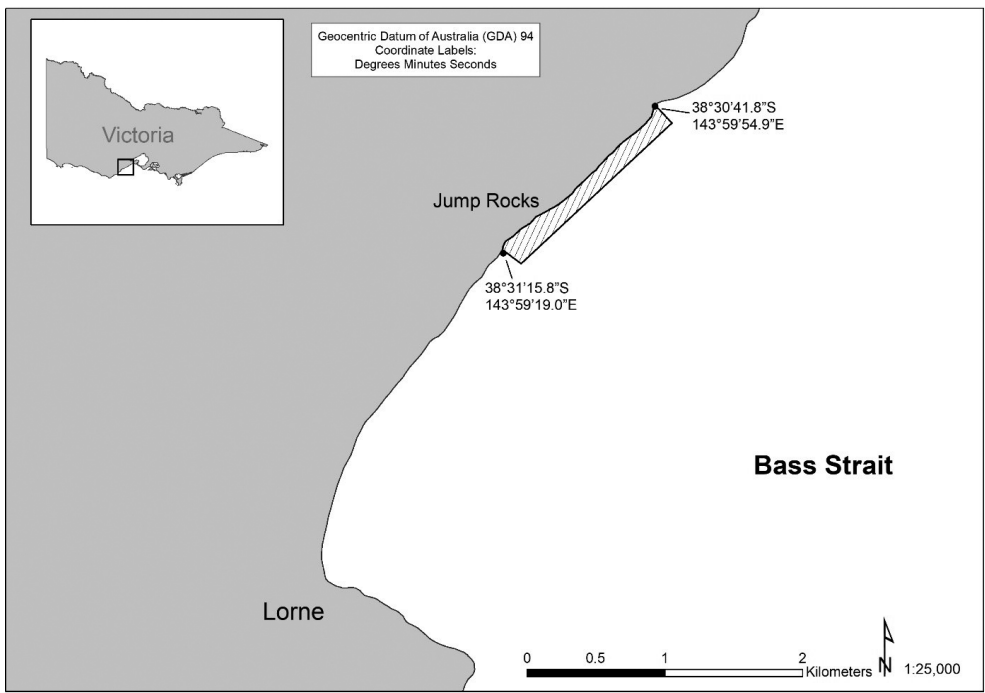 Geocentric Datum of Australia (GDA) 94
Coordinate Labels:
Degrees Minutes Seconds
Victoria
38°30'41.8”S
143°59'54.9”E
Jump Rocks
38°31'15.8”S
143°59'19.0”E
Bass Strait
Lorne
0 0.5 1 2
Kilometers
N
1:25,000